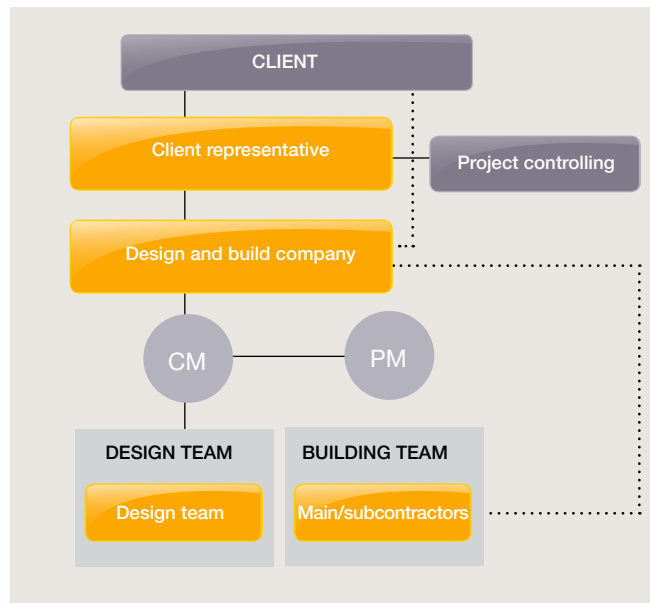 CLIENT
Client representative
Project controlling
Design and build company
CM
PM
DESIGN TEAM
BUILDING TEAM
Design team
Main/subcontractors